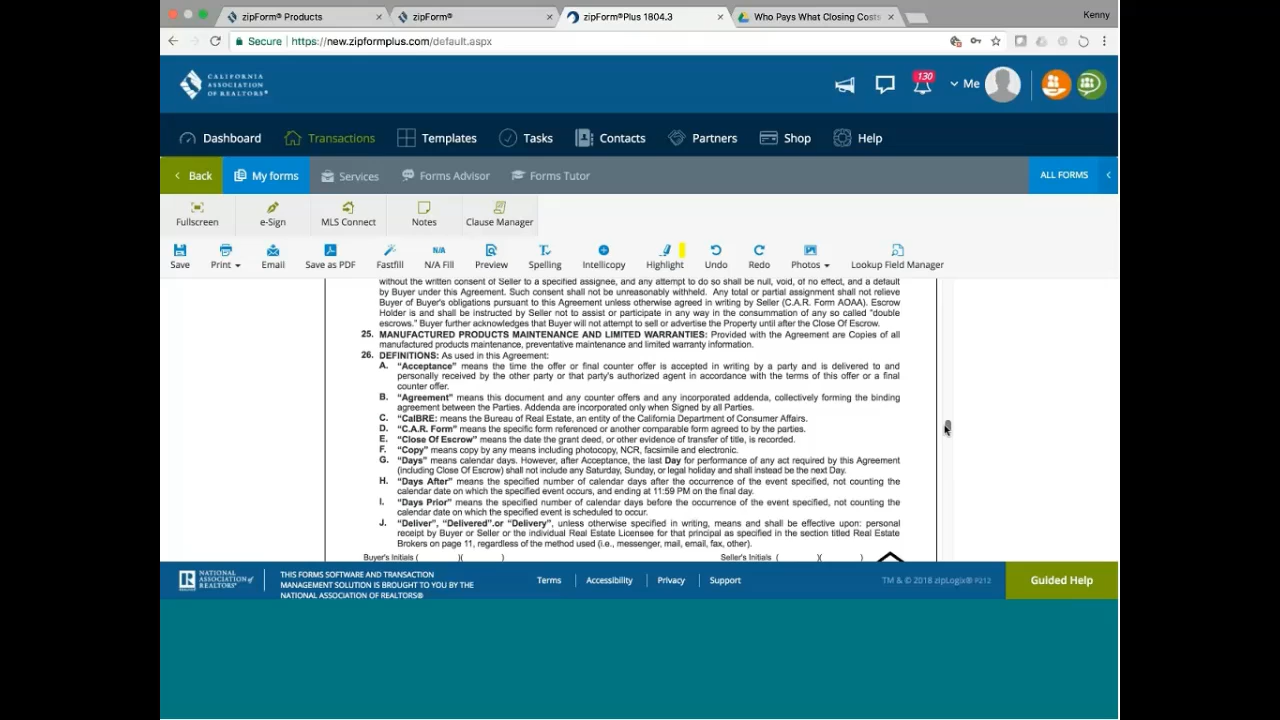 zipForm® Products
zipForm®
zipForm®Plus 1804.3
Who Pays What Closing Costs
Kenny
Secure
https://new.zipformplus.com/default.aspx
CALIFORNIA
ASSOCIATION
OF REALTORS®
130
Me
Dashboard
Transactions
Templates
Tasks
Contacts
Partners
Shop
Help
Back
My forms
Services
Forms Advisor
Forms Tutor
ALL FORMS
Fullscreen
e-Sign
MLS Connect
Notes
Clause Manager
N/A
Save
Print
Email
Save as PDF
Fastfill
N/A Fill
Preview
Spelling
Intellicopy
Highlight
Undo
Redo
Photos
Lookup Field Manager
without the written consent of Seller to a specified assignee, and any attempt to do so shall be null, void, of no effect, and a default
by Buyer under this Agreement. Such consent shall not be unreasonably withheld. Any total or partial assignment shall not relieve
Buyer of Buyer's obligations pursuant to this Agreement unless otherwise agreed in writing by Seller (C.A.R. Form AOAA). Escrow
Holder is and shall be instructed by Seller not to assist or participate in any way in the consummation of any so called "double
escrows." Buyer further acknowledges that Buyer will not attempt to sell or advertise the Property until after the Close Of Escrow.
25. MANUFACTURED PRODUCTS MAINTENANCE AND LIMITED WARRANTIES: Provided with the Agreement are Copies of all
manufactured products maintenance, preventative maintenance and limited warranty information.
26. DEFINITIONS: As used in this Agreement:
A. "Acceptance" means the time the offer or final counter offer is accepted in writing by a party and is delivered to and
personally received by the other party or that party's authorized agent in accordance with the terms of this offer or a final
counter offer.
B. "Agreement" means this document and any counter offers and any incorporated addenda, collectively forming the binding
agreement between the Parties. Addenda are incorporated only when Signed by all Parties.
C. "CalBRE: means the Bureau of Real Estate, an entity of the California Department of Consumer Affairs.
D. "C.A.R. Form" means the specific form referenced or another comparable form agreed to by the parties.
E. "Close Of Escrow" means the date the grant deed, or other evidence of transfer of title, is recorded.
F. "Copy" means copy by any means including photocopy, NCR, facsimile and electronic.
G. "Days" means calendar days. However, after Acceptance, the last Day for performance of any act required by this Agreement
(including Close Of Escrow) shall not include any Saturday, Sunday, or legal holiday and shall instead be the next Day.
H. "Days After" means the specified number of calendar days after the occurrence of the event specified, not counting the
calendar date on which the specified event occurs, and ending at 11:59 PM on the final day.
I. "Days Prior" means the specified number of calendar days before the occurrence of the event specified, not counting the
calendar date on which the specified event is scheduled to occur.
J. "Deliver", "Delivered".or "Delivery", unless otherwise specified in writing, means and shall be effective upon: personal
receipt by Buyer or Seller or the individual Real Estate Licensee for that principal as specified in the section titled Real Estate
Brokers on page 11, regardless of the method used (i.e., messenger, mail, email, fax, other).
Buyer's Initials ( )( )
Seller's Initials ( )( )
NATIONAL
ASSOCIATION of
REALTORS®
THIS FORMS SOFTWARE AND TRANSACTION
MANAGEMENT SOLUTION IS BROUGHT TO YOU BY THE
NATIONAL ASSOCIATION OF REALTORS®
Terms
Accessibility
Privacy
Support
TM & © 2018 zipLogix® P212
Guided Help